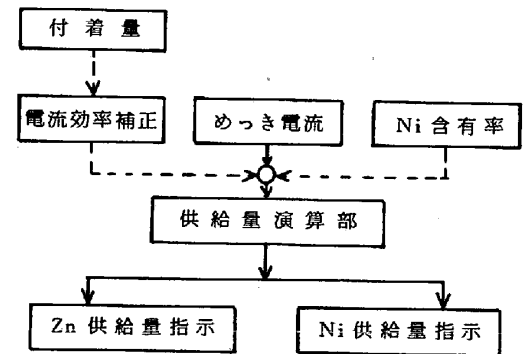 付着量
電流効率補正
めっき電流
Ni含有率
供給量演算部
Zn供給量指示
Ni供給量指示